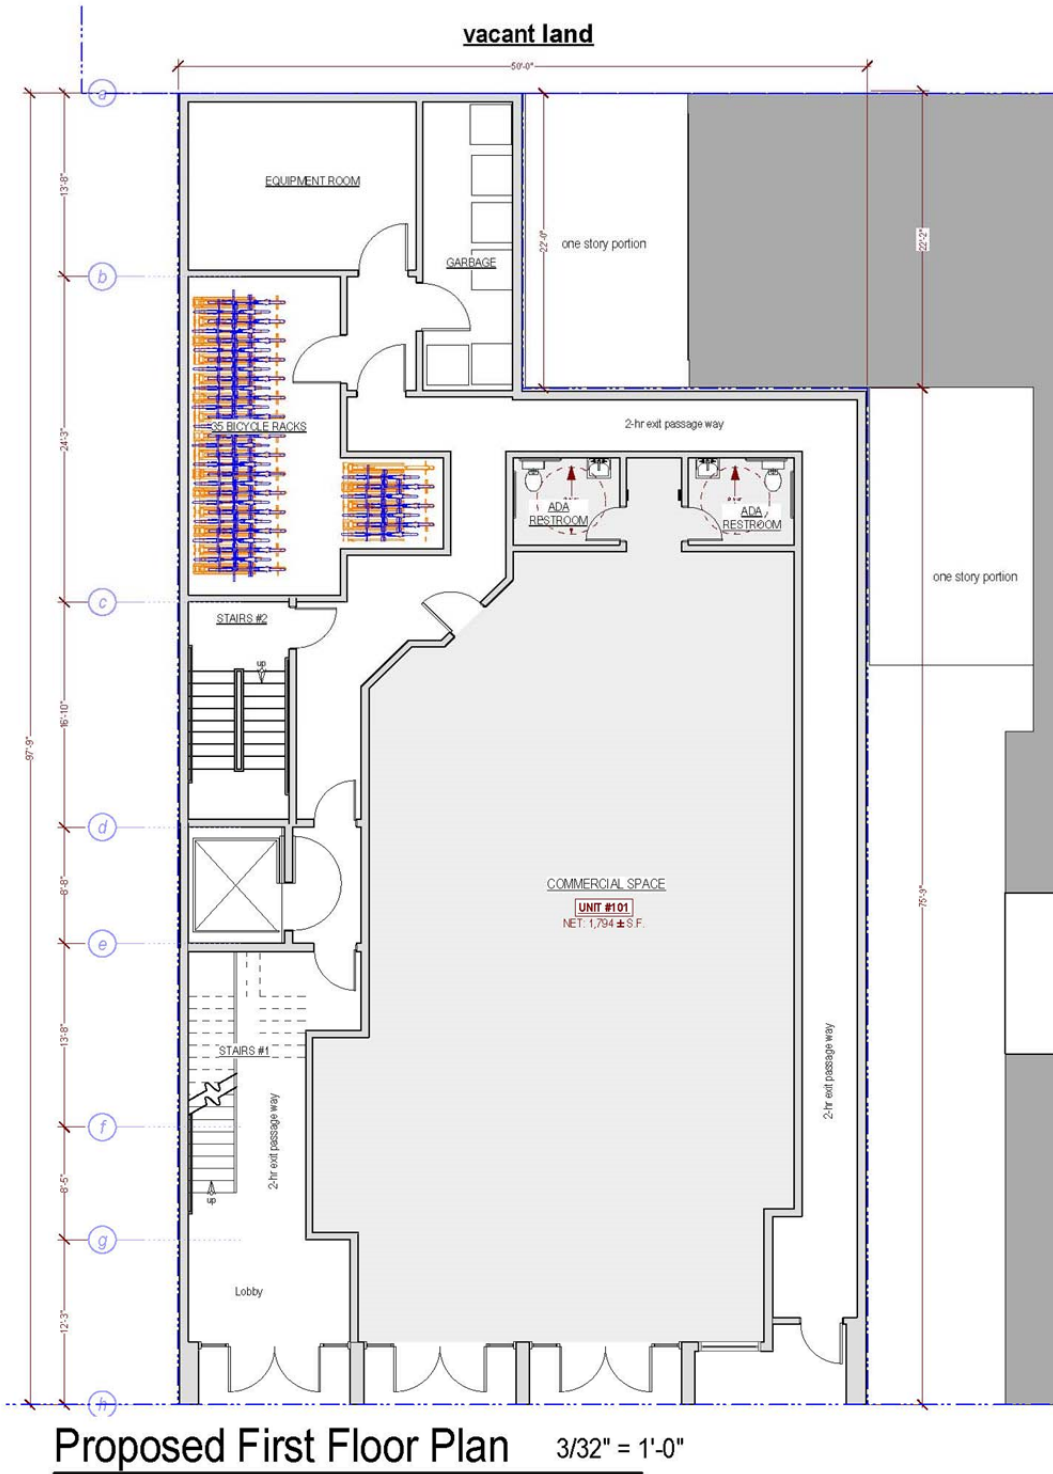 vacant land
50'-0"
a
13'-8"
EQUIPMENT ROOM
22'-0"
one story portion
22'-2"
GARBAGE
b
24'-3"
35 BICYCLE RACKS
2-hr exit passage way
ADA
RESTROOM
ADA
RESTROOM
one story portion
c
STAIRS #2
up
16'-10"
97'-9"
d
8'-8"
COMMERCIAL SPACE
UNIT #101
NET: 1,794 ± S.F.
75'-9"
e
13'-8"
STAIRS #1
2-hr exit passage way
2-hr exit passage way
f
8'-5"
up
g
12'-3"
Lobby
h
Proposed First Floor Plan 3/32" = 1'-0"